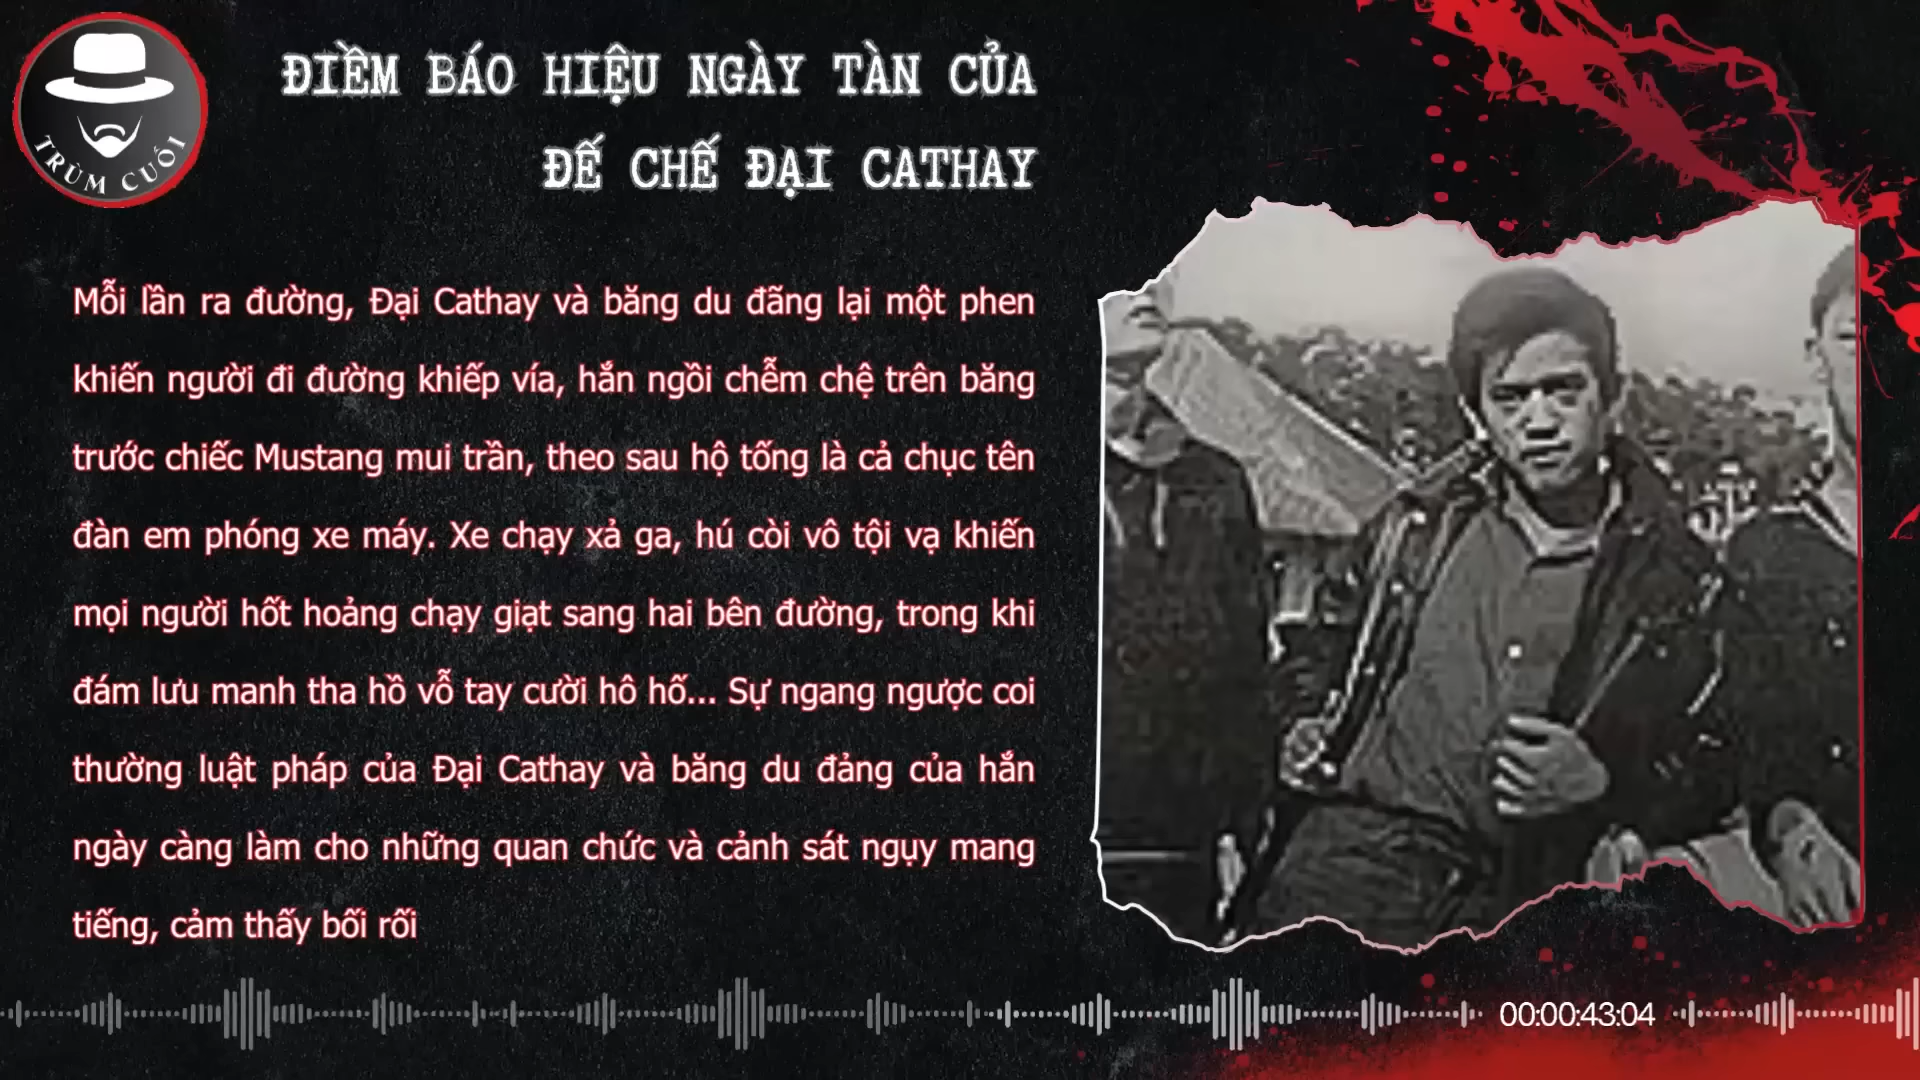 TRÙM CUỐI
ĐIỀM BÁO HIỆU NGÀY TÀN CỦA
ĐẾ CHẾ ĐẠI CATHAY
Mỗi lần ra đường, Đại Cathay và băng du đãng lại một phen
khiến người đi đường khiếp vía, hắn ngồi chễm chệ trên băng
trước chiếc Mustang mui trần, theo sau hộ tống là cả chục tên
đàn em phóng xe máy. Xe chạy xả ga, hú còi vô tội vạ khiến
mọi người hốt hoảng chạy giạt sang hai bên đường, trong khi
đám lưu manh tha hồ vỗ tay cười hô hố... Sự ngang ngược coi
thường luật pháp của Đại Cathay và băng du đảng của hắn
ngày càng làm cho những quan chức và cảnh sát ngụy mang
tiếng, cảm thấy bối rối
00:00:43:04